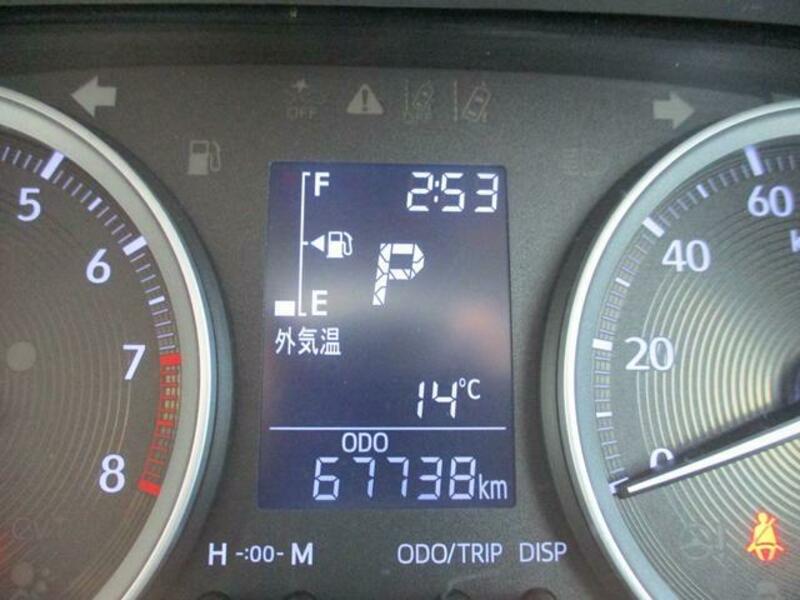 OFF
OFF
F 2:53
P
E
外気温
14°C
ODO
67738km
5
6
7
8
60
40
20
0
H -:00- M ODO/TRIP DISP